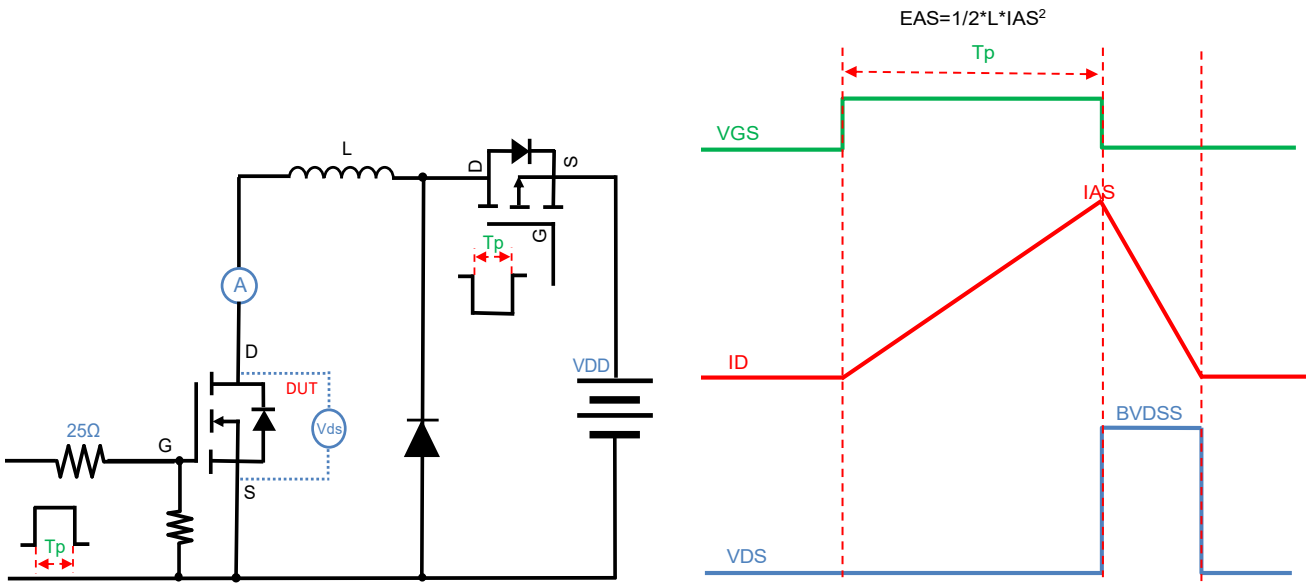 EAS=1/2*L*IAS²
Tp
VGS
IAS
ID
BVDSS
VDS
L
D
S
G
Tp
A
VDD
D
DUT
Vds
25Ω
G
S
Tp